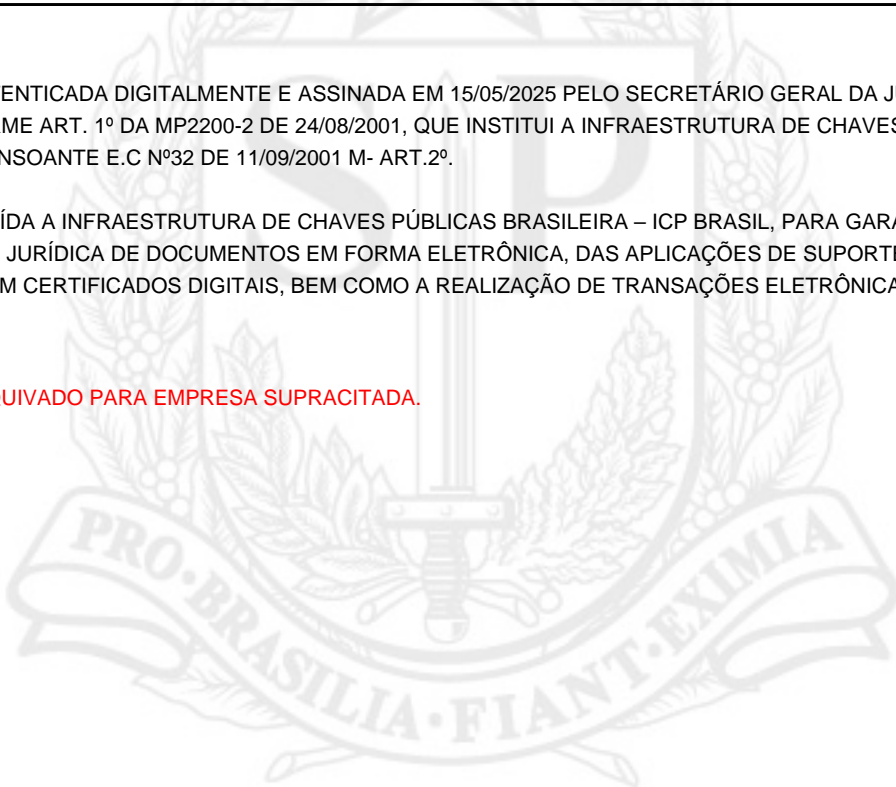 ENTICADA DIGITALMENTE E ASSINADA EM 15/05/2025 PELO SECRETÁRIO GERAL DA J
ME ART. 1º DA MP2200-2 DE 24/08/2001, QUE INSTITUI A INFRAESTRUTURA DE CHAVES
NSOANTE E.C Nº32 DE 11/09/2001 M- ART.2º.
ÍDA A INFRAESTRUTURA DE CHAVES PÚBLICAS BRASILEIRA – ICP BRASIL, PARA GARA
JURÍDICA DE DOCUMENTOS EM FORMA ELETRÔNICA, DAS APLICAÇÕES DE SUPORTE
M CERTIFICADOS DIGITAIS, BEM COMO A REALIZAÇÃO DE TRANSAÇÕES ELETRÔNICA
UIVADO PARA EMPRESA SUPRACITADA.
SP
PRO·BRASILIA·FIANT·EXIMIA